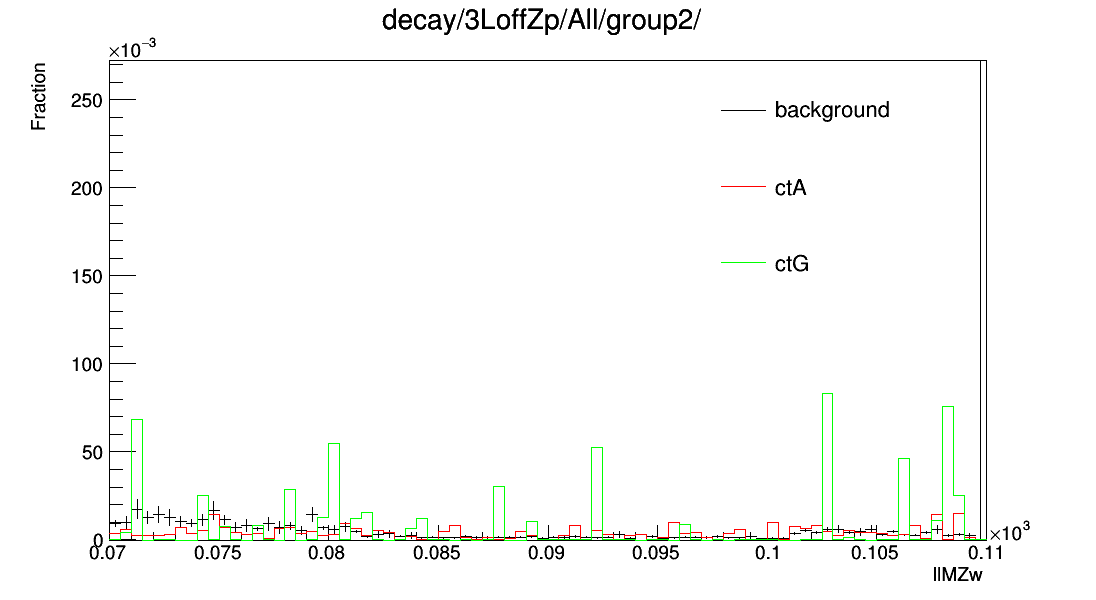 decay/3LoffZp/All/group2/
×10⁻³
Fraction
250
200
150
100
50
0
background
ctA
ctG
0.07 0.075 0.08 0.085 0.09 0.095 0.1 0.105 0.11
×10³
llMZw